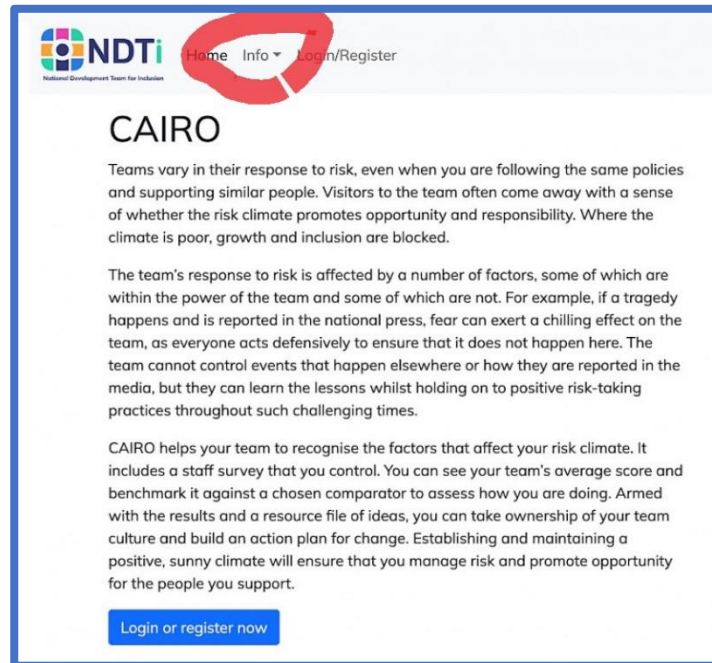 NDTi
National Development Team for Inclusion
Home Info Login/Register
CAIRO
Teams vary in their response to risk, even when you are following the same policies
and supporting similar people. Visitors to the team often come away with a sense
of whether the risk climate promotes opportunity and responsibility. Where the
climate is poor, growth and inclusion are blocked.
The team's response to risk is affected by a number of factors, some of which are
within the power of the team and some of which are not. For example, if a tragedy
happens and is reported in the national press, fear can exert a chilling effect on the
team, as everyone acts defensively to ensure that it does not happen here. The
team cannot control events that happen elsewhere or how they are reported in the
media, but they can learn the lessons whilst holding on to positive risk-taking
practices throughout such challenging times.
CAIRO helps your team to recognise the factors that affect your risk climate. It
includes a staff survey that you control. You can see your team's average score and
benchmark it against a chosen comparator to assess how you are doing. Armed
with the results and a resource file of ideas, you can take ownership of your team
culture and build an action plan for change. Establishing and maintaining a
positive, sunny climate will ensure that you manage risk and promote opportunity
for the people you support.
Login or register now